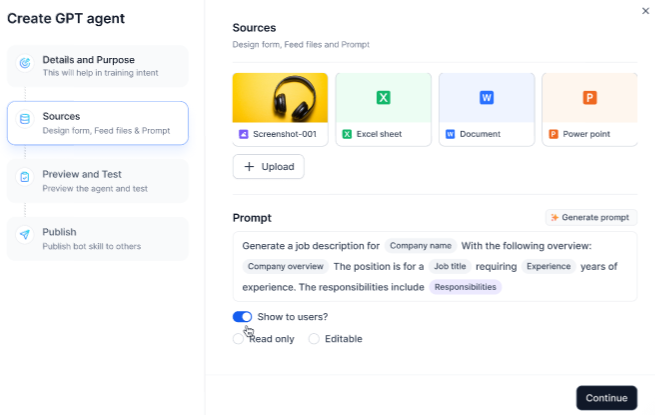 Create GPT agent
Details and Purpose
This will help in training intent
Sources
Design form, Feed files & Prompt
Preview and Test
Preview the agent and test
Publish
Publish bot skill to others
Sources
Design form, Feed files and Prompt
X
W
P
Screenshot-001
X Excel sheet
W Document
P Power point
+ Upload
Prompt
Generate prompt
Generate a job description for Company name With the following overview:
Company overview The position is for a Job title requiring Experience years of
experience. The responsibilities include Responsibilities
Show to users?
Read only
Editable
Continue